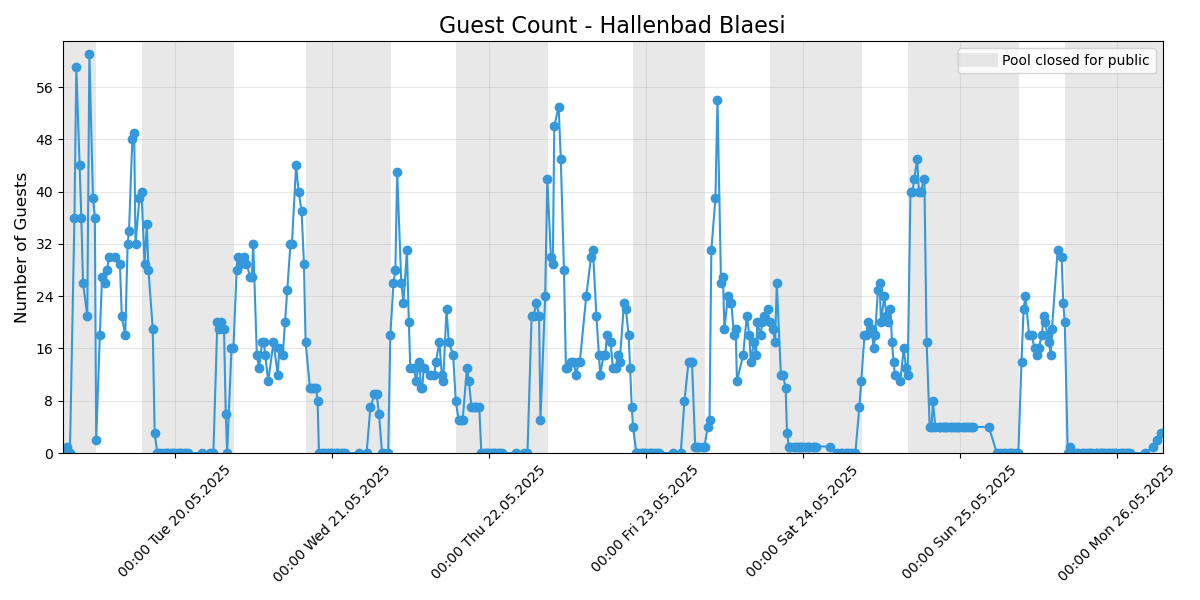 Guest Count - Hallenbad Blaesi
Pool closed for public
Number of Guests
56
48
40
32
24
16
8
0
00:00 Tue 20.05.2025
00:00 Wed 21.05.2025
00:00 Thu 22.05.2025
00:00 Fri 23.05.2025
00:00 Sat 24.05.2025
00:00 Sun 25.05.2025
00:00 Mon 26.05.2025